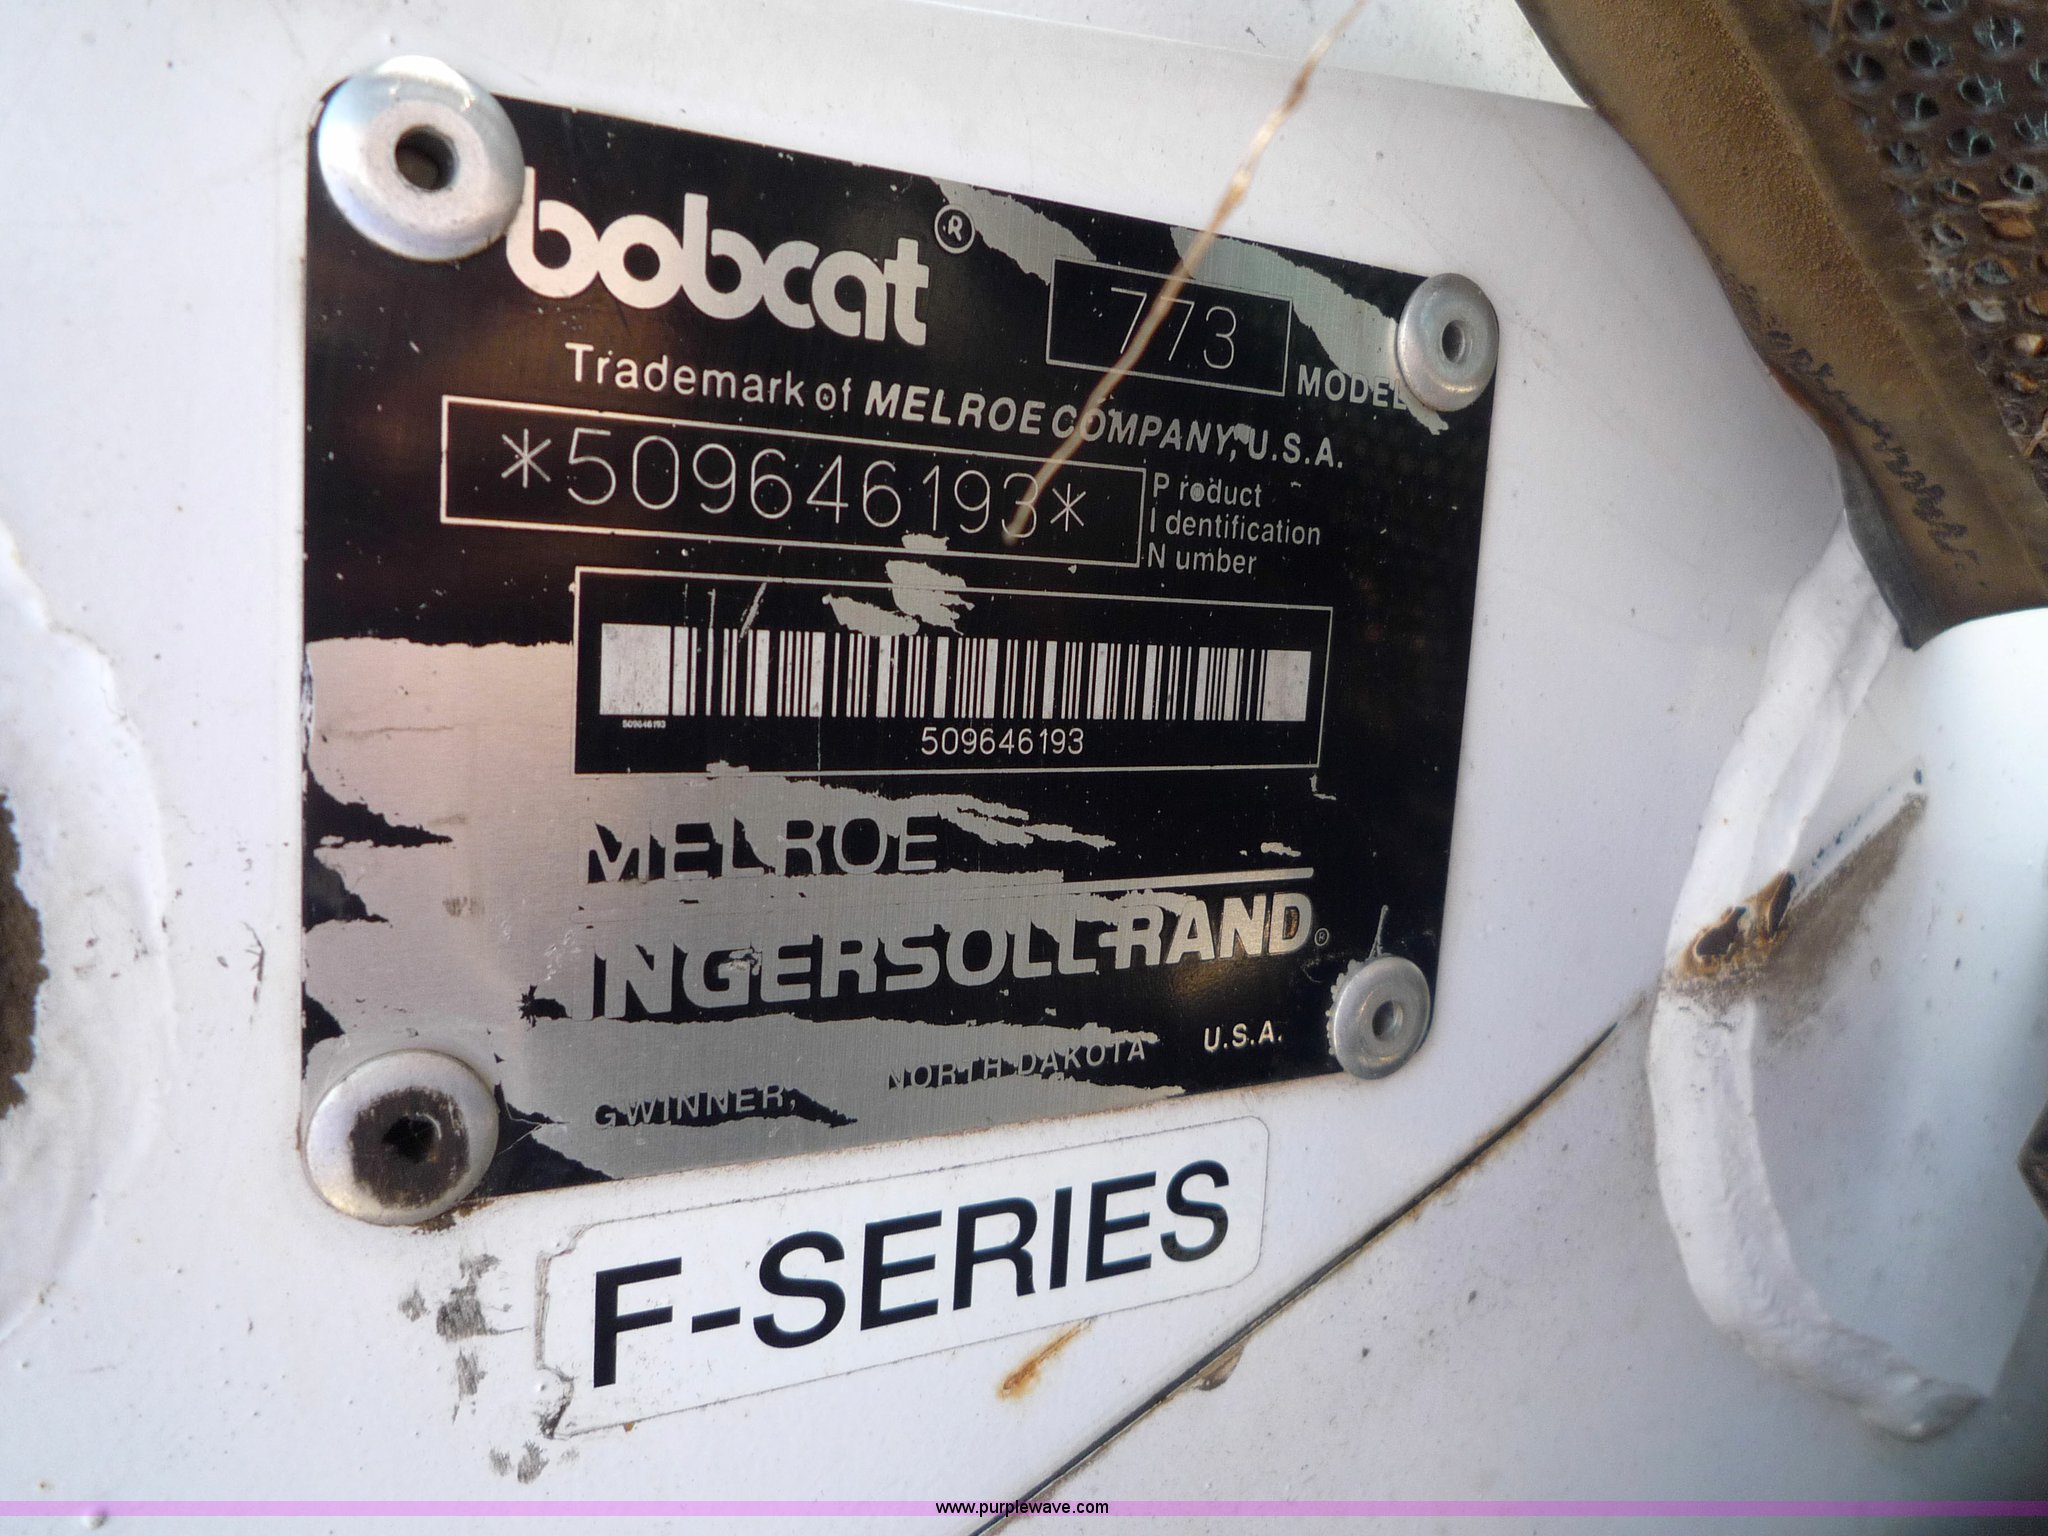 bobcat®
773 MODEL
Trademark of MELROE COMPANY, U.S.A.
*509646193*
Product
Identification
Number
509646193
509646193
MELROE
INGERSOLL-RAND®
GWINNER, NORTH DAKOTA U.S.A.
F-SERIES
www.purplewave.com